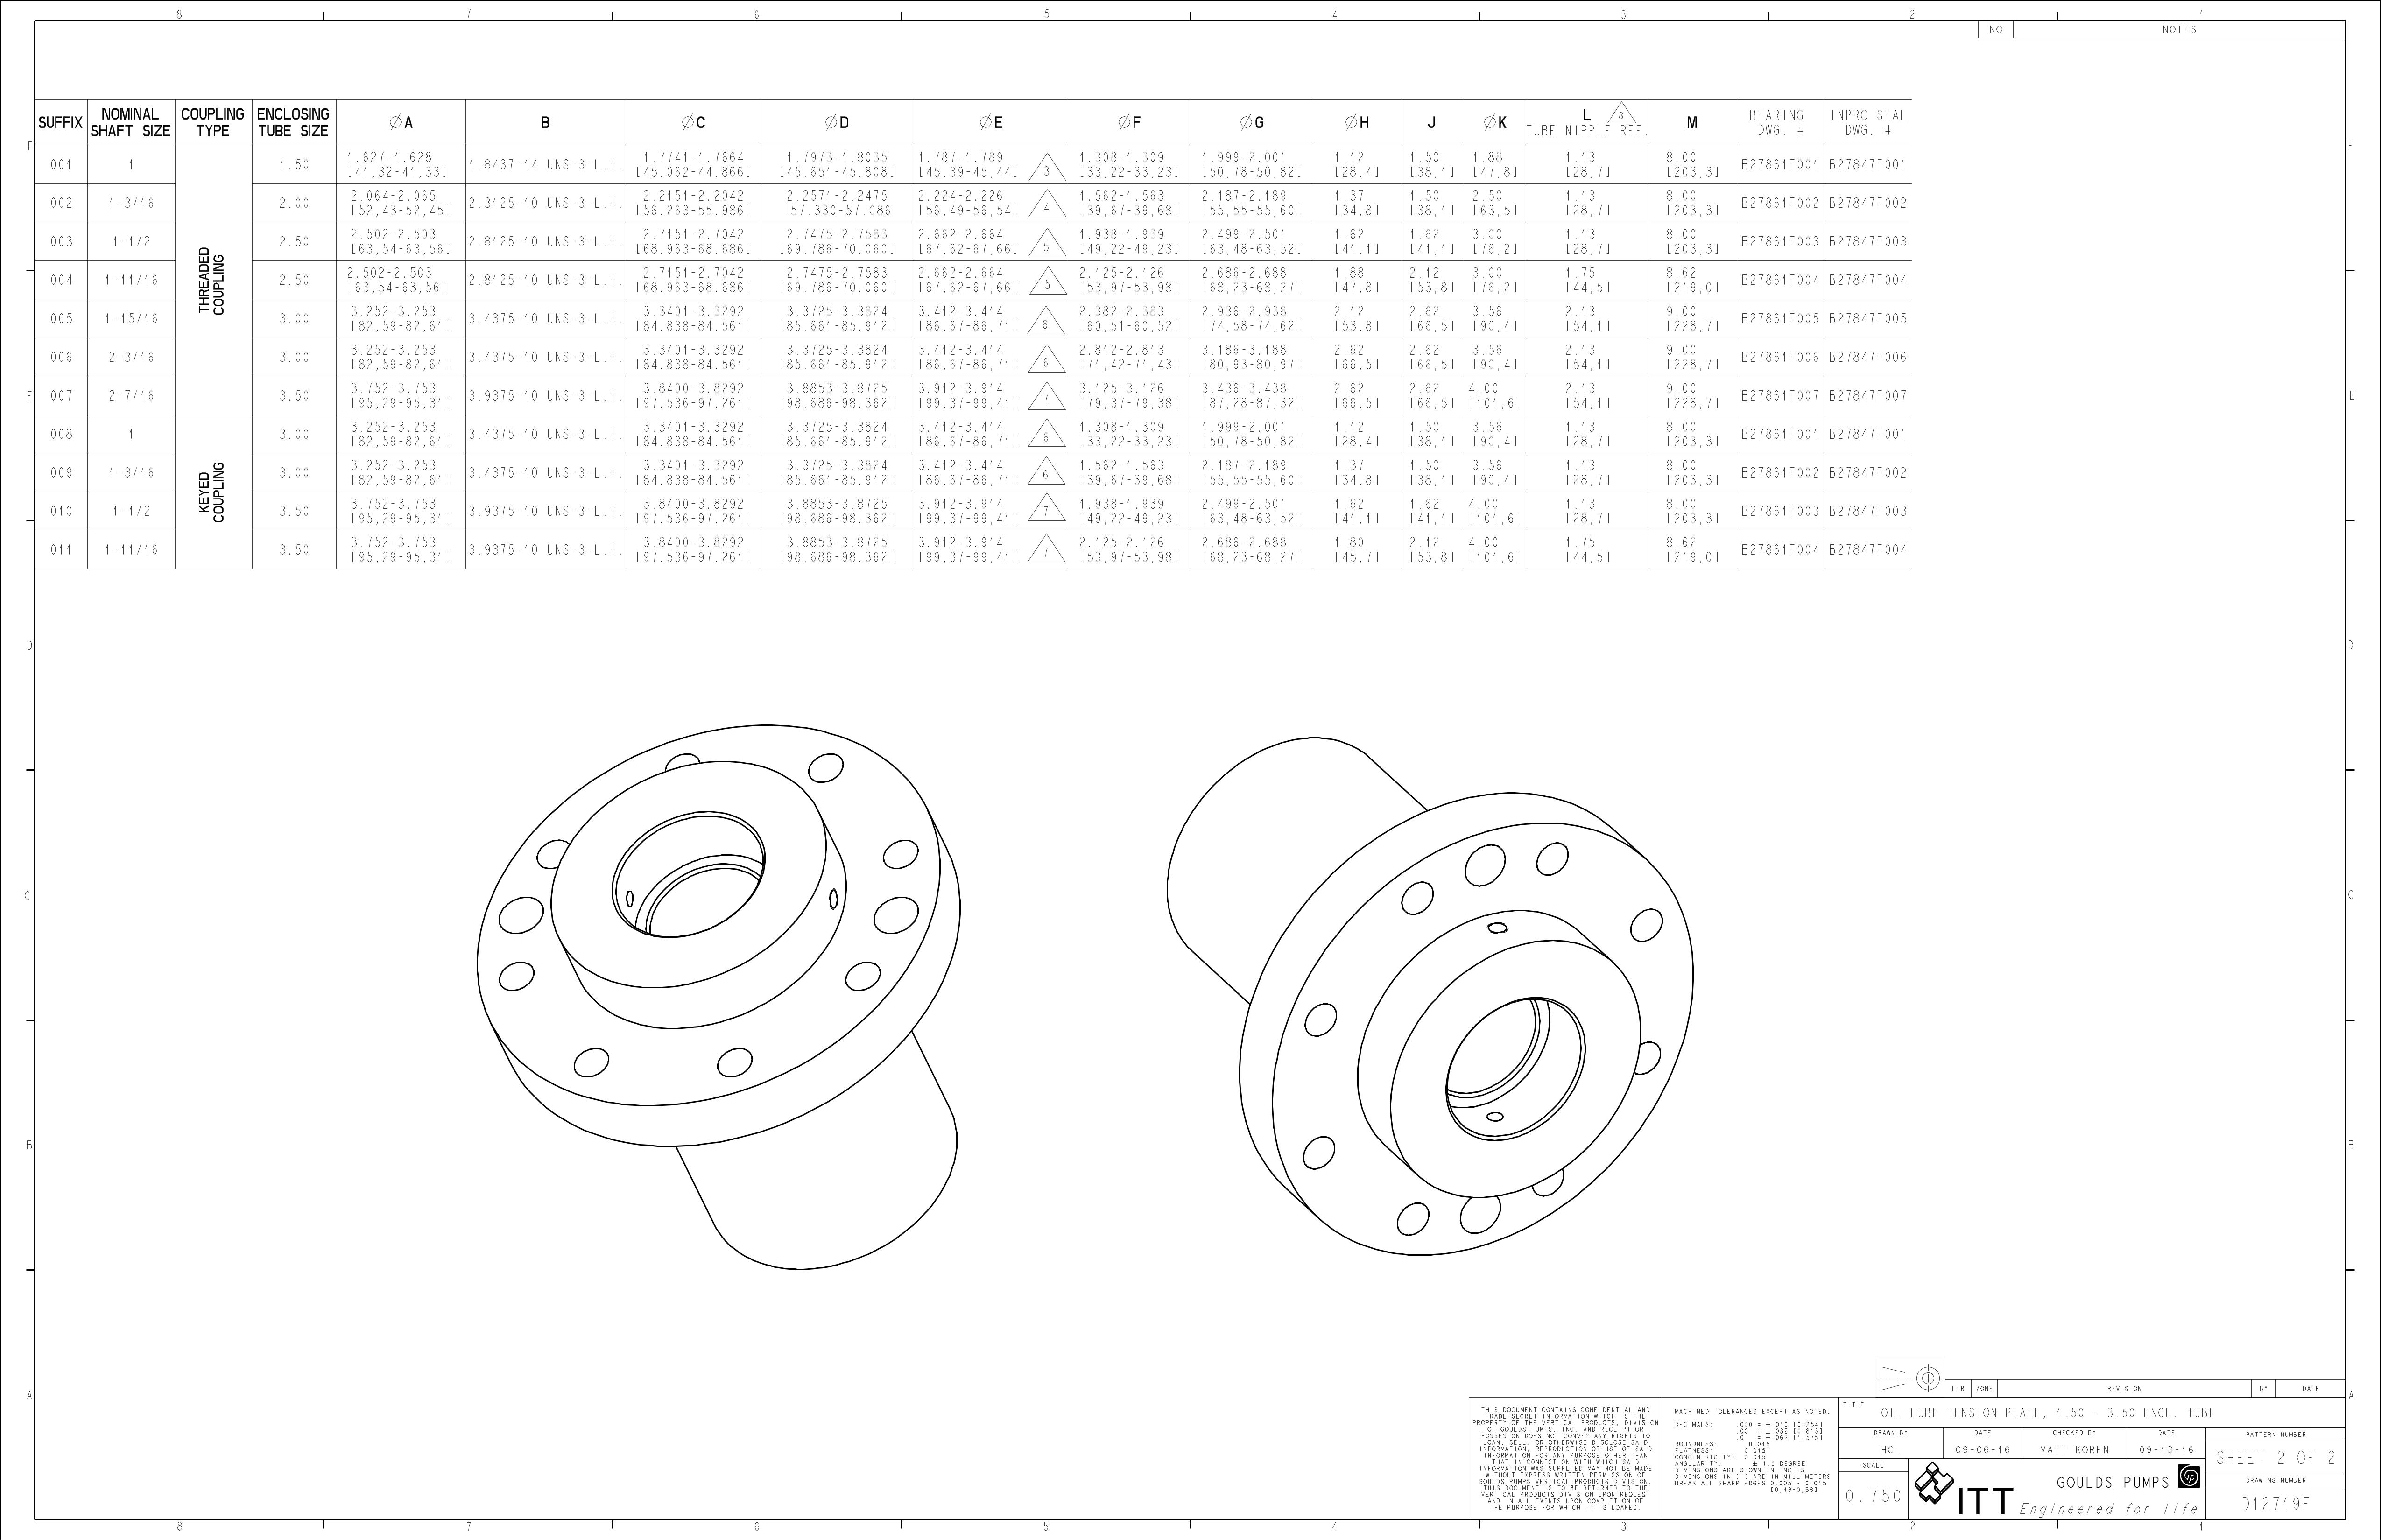 8 7 6 5 4 3 2 1
NO NOTES
SUFFIX NOMINAL SHAFT SIZE COUPLING TYPE ENCLOSING TUBE SIZE ∅A B ∅C ∅D ∅E ∅F ∅G ∅H J ∅K L 8 TUBE NIPPLE REF. M BEARING DWG. # INPRO SEAL DWG. #
THREADED COUPLING
001 1 1.50 1.627-1.628 1.8437-14 UNS-3-L.H. 1.7741-1.7664 1.7973-1.8035 1.787-1.789 3 1.308-1.309 1.999-2.001 1.12 1.50 1.88 1.13 8.00 B27861F001 B27847F001
[41,32-41,33] [45.062-44.866] [45.651-45.808] [45,39-45,44] [33,22-33,23] [50,78-50,82] [28,4] [38,1] [47,8] [28,7] [203,3]
002 1-3/16 2.00 2.064-2.065 2.3125-10 UNS-3-L.H. 2.2151-2.2042 2.2571-2.2475 2.224-2.226 4 1.562-1.563 2.187-2.189 1.37 1.50 2.50 1.13 8.00 B27861F002 B27847F002
[52,43-52,45] [56.263-55.986] [57.330-57.086 [56,49-56,54] [39,67-39,68] [55,55-55,60] [34,8] [38,1] [63,5] [28,7] [203,3]
003 1-1/2 2.50 2.502-2.503 2.8125-10 UNS-3-L.H. 2.7151-2.7042 2.7475-2.7583 2.662-2.664 5 1.938-1.939 2.499-2.501 1.62 1.62 3.00 1.13 8.00 B27861F003 B27847F003
[63,54-63,56] [68.963-68.686] [69.786-70.060] [67,62-67,66] [49,22-49,23] [63,48-63,52] [41,1] [41,1] [76,2] [28,7] [203,3]
004 1-11/16 2.50 2.502-2.503 2.8125-10 UNS-3-L.H. 2.7151-2.7042 2.7475-2.7583 2.662-2.664 5 2.125-2.126 2.686-2.688 1.88 2.12 3.00 1.75 8.62 B27861F004 B27847F004
[63,54-63,56] [68.963-68.686] [69.786-70.060] [67,62-67,66] [53,97-53,98] [68,23-68,27] [47,8] [53,8] [76,2] [44,5] [219,0]
005 1-15/16 3.00 3.252-3.253 3.4375-10 UNS-3-L.H. 3.3401-3.3292 3.3725-3.3824 3.412-3.414 6 2.382-2.383 2.936-2.938 2.12 2.62 3.56 2.13 9.00 B27861F005 B27847F005
[82,59-82,61] [84.838-84.561] [85.661-85.912] [86,67-86,71] [60,51-60,52] [74,58-74,62] [53,8] [66,5] [90,4] [54,1] [228,7]
006 2-3/16 3.00 3.252-3.253 3.4375-10 UNS-3-L.H. 3.3401-3.3292 3.3725-3.3824 3.412-3.414 6 2.812-2.813 3.186-3.188 2.62 2.62 3.56 2.13 9.00 B27861F006 B27847F006
[82,59-82,61] [84.838-84.561] [85.661-85.912] [86,67-86,71] [71,42-71,43] [80,93-80,97] [66,5] [66,5] [90,4] [54,1] [228,7]
007 2-7/16 3.50 3.752-3.753 3.9375-10 UNS-3-L.H. 3.8400-3.8292 3.8853-3.8725 3.912-3.914 7 3.125-3.126 3.436-3.438 2.62 2.62 4.00 2.13 9.00 B27861F007 B27847F007
[95,29-95,31] [97.536-97.261] [98.686-98.362] [99,37-99,41] [79,37-79,38] [87,28-87,32] [66,5] [66,5] [101,6] [54,1] [228,7]
KEYED COUPLING
008 1 3.00 3.252-3.253 3.4375-10 UNS-3-L.H. 3.3401-3.3292 3.3725-3.3824 3.412-3.414 6 1.308-1.309 1.999-2.001 1.12 1.50 3.56 1.13 8.00 B27861F001 B27847F001
[82,59-82,61] [84.838-84.561] [85.661-85.912] [86,67-86,71] [33,22-33,23] [50,78-50,82] [28,4] [38,1] [90,4] [28,7] [203,3]
009 1-3/16 3.00 3.252-3.253 3.4375-10 UNS-3-L.H. 3.3401-3.3292 3.3725-3.3824 3.412-3.414 6 1.562-1.563 2.187-2.189 1.37 1.50 3.56 1.13 8.00 B27861F002 B27847F002
[82,59-82,61] [84.838-84.561] [85.661-85.912] [86,67-86,71] [39,67-39,68] [55,55-55,60] [34,8] [38,1] [90,4] [28,7] [203,3]
010 1-1/2 3.50 3.752-3.753 3.9375-10 UNS-3-L.H. 3.8400-3.8292 3.8853-3.8725 3.912-3.914 7 1.938-1.939 2.499-2.501 1.62 1.62 4.00 1.13 8.00 B27861F003 B27847F003
[95,29-95,31] [97.536-97.261] [98.686-98.362] [99,37-99,41] [49,22-49,23] [63,48-63,52] [41,1] [41,1] [101,6] [28,7] [203,3]
011 1-11/16 3.50 3.752-3.753 3.9375-10 UNS-3-L.H. 3.8400-3.8292 3.8853-3.8725 3.912-3.914 7 2.125-2.126 2.686-2.688 1.80 2.12 4.00 1.75 8.62 B27861F004 B27847F004
[95,29-95,31] [97.536-97.261] [98.686-98.362] [99,37-99,41] [53,97-53,98] [68,23-68,27] [45,7] [53,8] [101,6] [44,5] [219,0]
F F
E E
D D
C C
B B
A A
LTR ZONE REVISION BY DATE
THIS DOCUMENT CONTAINS CONFIDENTIAL AND
TRADE SECRET INFORMATION WHICH IS THE
PROPERTY OF THE VERTICAL PRODUCTS, DIVISION
OF GOULDS PUMPS, INC. AND RECEIPT OR
POSSESION DOES NOT CONVEY ANY RIGHTS TO
LOAN, SELL, OR OTHERWISE DISCLOSE SAID
INFORMATION, REPRODUCTION OR USE OF SAID
INFORMATION FOR ANY PURPOSE OTHER THAN
THAT IN CONNECTION WITH WHICH SAID
INFORMATION WAS SUPPLIED MAY NOT BE MADE
WITHOUT EXPRESS WRITTEN PERMISSION OF
GOULDS PUMPS VERTICAL PRODUCTS DIVISION.
THIS DOCUMENT IS TO BE RETURNED TO THE
VERTICAL PRODUCTS DIVISION UPON REQUEST
AND IN ALL EVENTS UPON COMPLETION OF
THE PURPOSE FOR WHICH IT IS LOANED.
MACHINED TOLERANCES EXCEPT AS NOTED:
DECIMALS: .000 = ±.010 [0,254]
.00 = ±.032 [0,813]
.0 = ±.062 [1,575]
ROUNDNESS: 0.015
FLATNESS: 0.015
CONCENTRICITY: 0.015
ANGULARITY: ± 1.0 DEGREE
DIMENSIONS ARE SHOWN IN INCHES
DIMENSIONS IN [ ] ARE IN MILLIMETERS
BREAK ALL SHARP EDGES 0.005 - 0.015
[0,13-0,38]
TITLE OIL LUBE TENSION PLATE, 1.50 - 3.50 ENCL. TUBE
DRAWN BY DATE CHECKED BY DATE PATTERN NUMBER
HCL 09-06-16 MATT KOREN 09-13-16 SHEET 2 OF 2
SCALE 0.750
ITT GOULDS PUMPS
Engineered for life
DRAWING NUMBER
D12719F
8 7 6 5 4 3 2 1